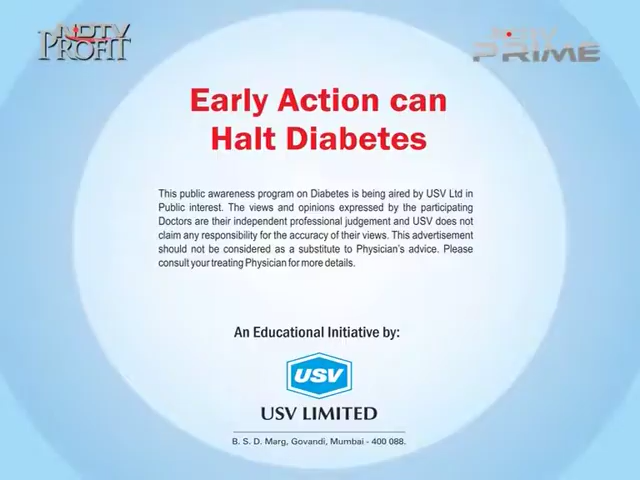 NDTV
PROFIT
NDTV
PRIME
Early Action can
Halt Diabetes
This public awareness program on Diabetes is being aired by USV Ltd in
Public interest. The views and opinions expressed by the participating
Doctors are their independent professional judgement and USV does not
claim any responsibility for the accuracy of their views. This advertisement
should not be considered as a substitute to Physician's advice. Please
consult your treating Physician for more details.
An Educational Initiative by:
USV
USV LIMITED
B. S. D. Marg, Govandi, Mumbai - 400 088.